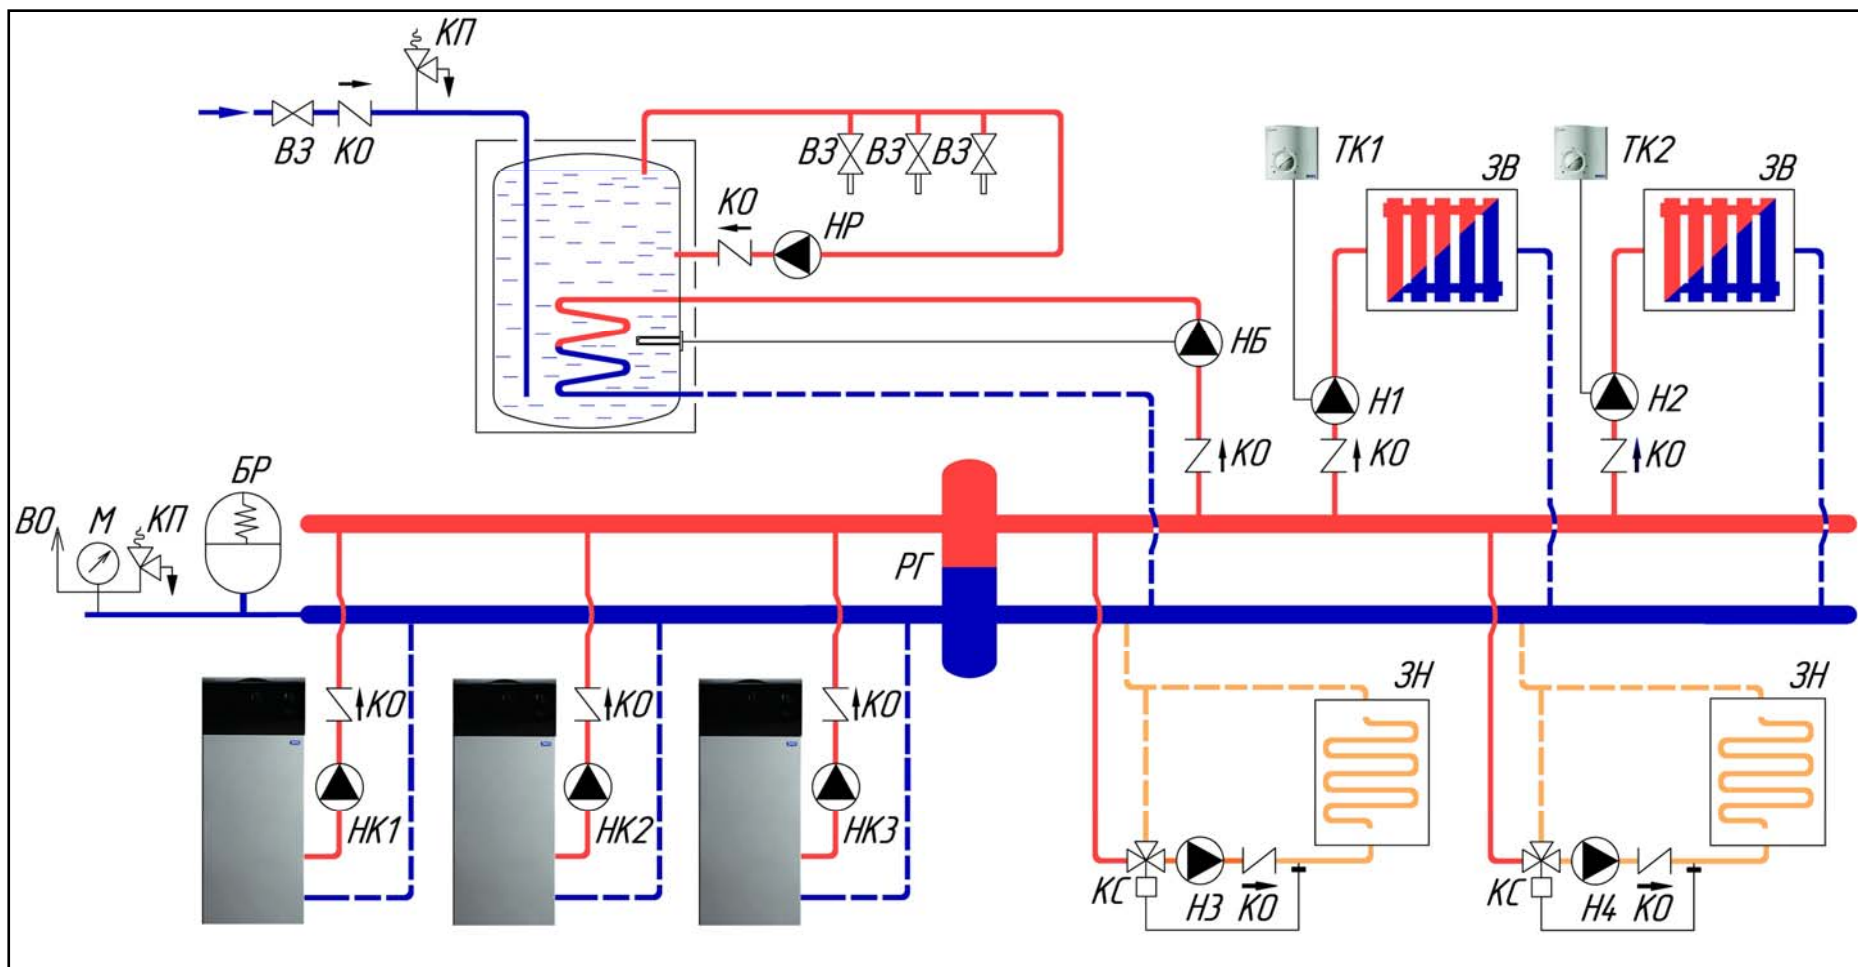 КП
ВЗ
КО
ВЗ
ВЗ
ВЗ
КО
НР
ТК1
ЗВ
ТК2
ЗВ
НБ
Н1
Н2
КО
КО
КО
БР
ВО
М
КП
РГ
КО
КО
КО
НК1
НК2
НК3
ЗН
ЗН
КС
Н3
КО
КС
Н4
КО